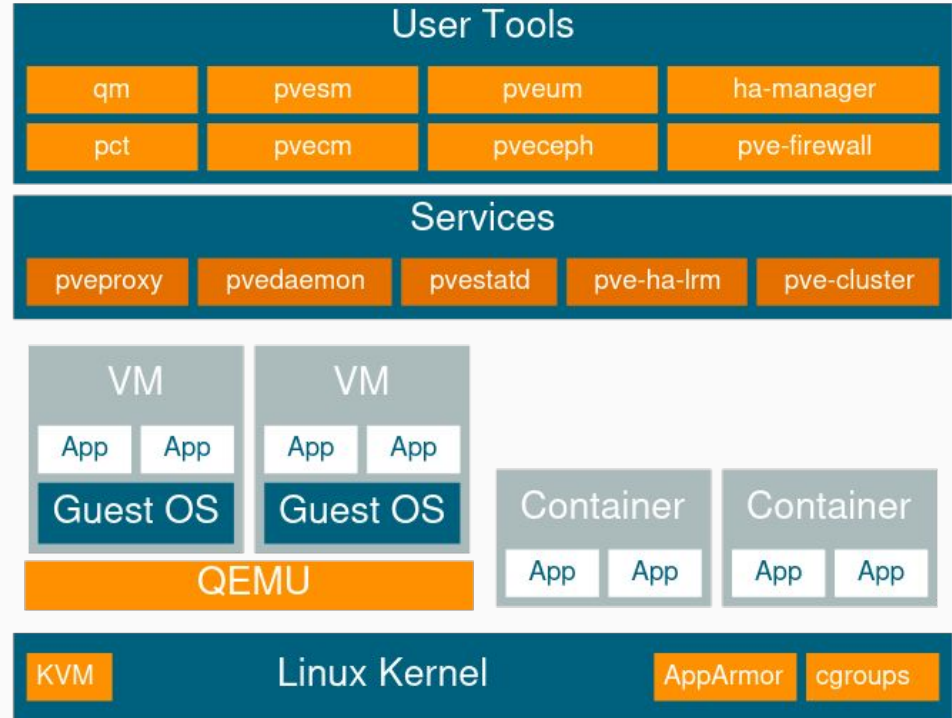 User Tools
qm pvesm pveum ha-manager
pct pvecm pveceph pve-firewall
Services
pveproxy pvedaemon pvestatd pve-ha-lrm pve-cluster
VM VM
App App App App
Guest OS Guest OS
Container Container
QEMU
App App App App
KVM Linux Kernel AppArmor cgroups